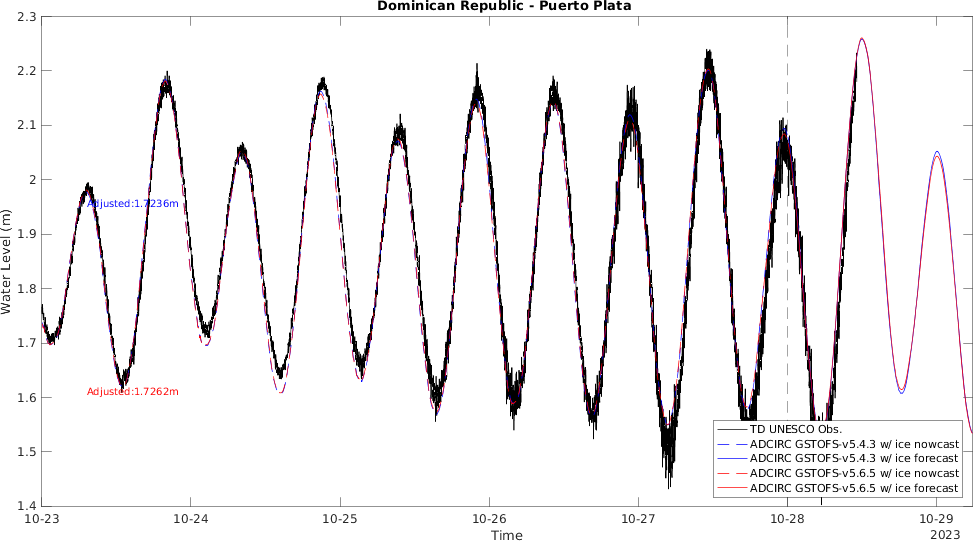 Dominican Republic - Puerto Plata
2.3
2.2
2.1
2
1.9
1.8
1.7
1.6
1.5
1.4
Water Level (m)
Adjusted:1.7236m
Adjusted:1.7262m
TD UNESCO Obs.
ADCIRC GSTOFS-v5.4.3 w/ ice nowcast
ADCIRC GSTOFS-v5.4.3 w/ ice forecast
ADCIRC GSTOFS-v5.6.5 w/ ice nowcast
ADCIRC GSTOFS-v5.6.5 w/ ice forecast
10-23 10-24 10-25 10-26 10-27 10-28 10-29
Time
2023